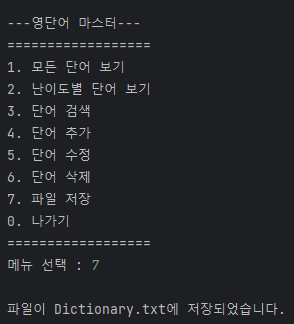 ---영단어 마스터---
==================
1. 모든 단어 보기
2. 난이도별 단어 보기
3. 단어 검색
4. 단어 추가
5. 단어 수정
6. 단어 삭제
7. 파일 저장
0. 나가기
==================
메뉴 선택 : 7
파일이 Dictionary.txt에 저장되었습니다.